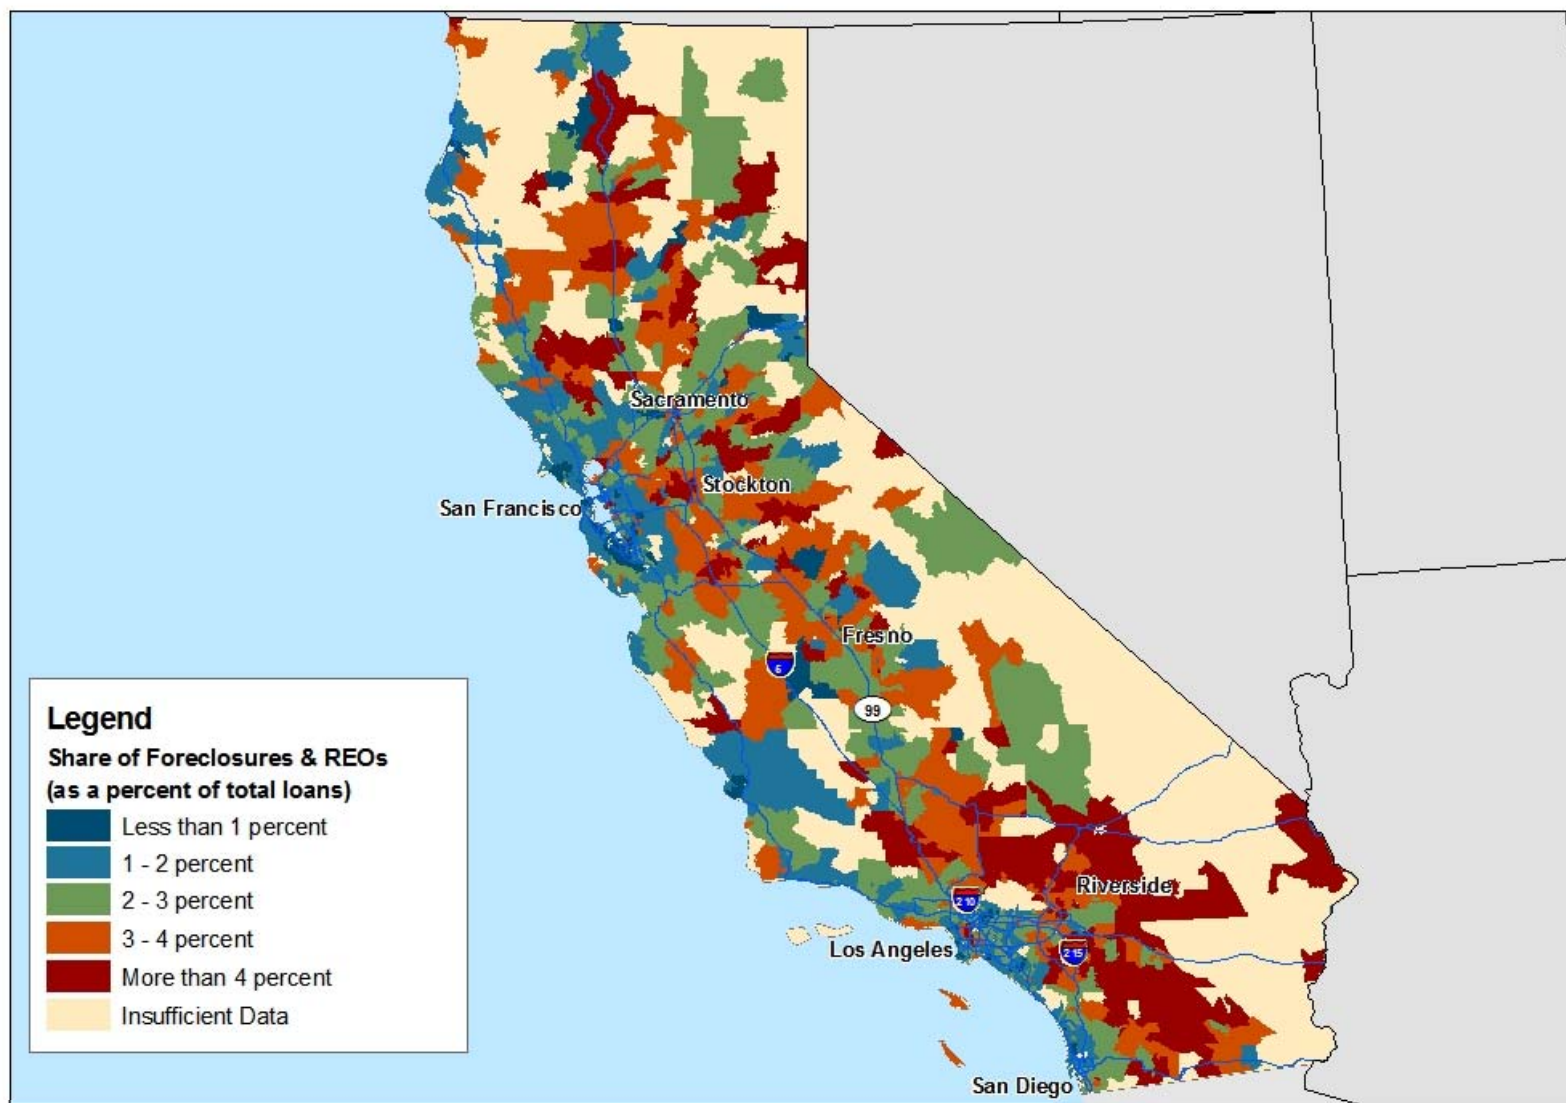 Sacramento
Stockton
San Francisco
Fresno
5
99
Legend
Share of Foreclosures & REOs
(as a percent of total loans)
Less than 1 percent
1 - 2 percent
2 - 3 percent
3 - 4 percent
More than 4 percent
Insufficient Data
Riverside
210
Los Angeles
215
San Diego